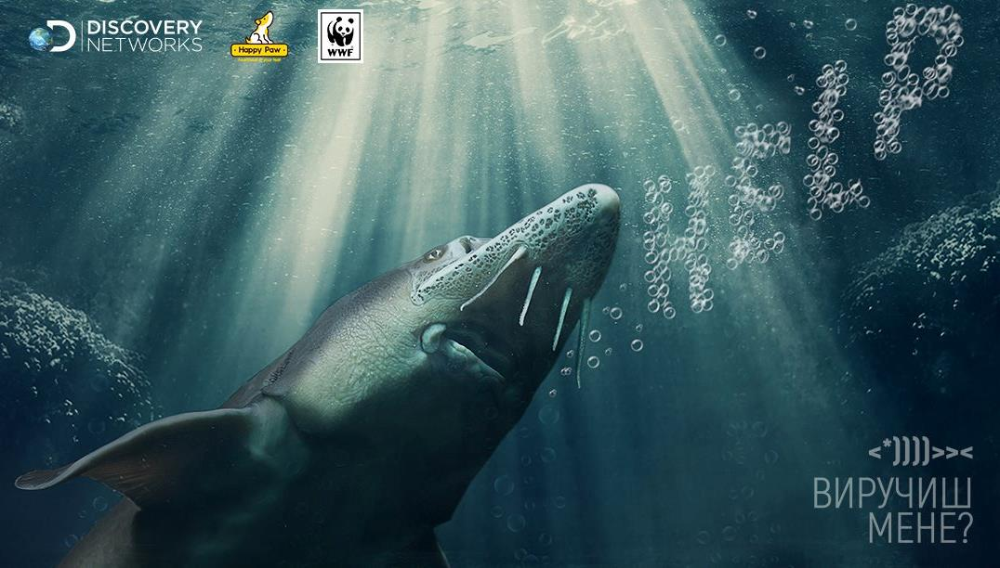 DISCOVERY
NETWORKS
Happy Paw
WWF
HELP
<*))))>><
ВИРУЧИШ
МЕНЕ?